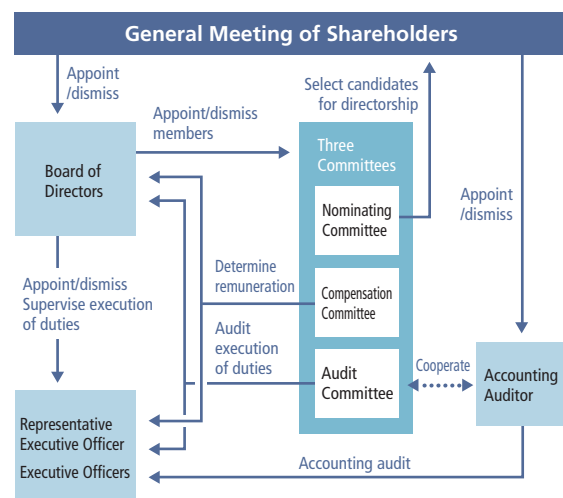 General Meeting of Shareholders
Appoint
/dismiss
Select candidates
for directorship
Appoint/dismiss
members
Three
Committees
Board of
Directors
Nominating
Committee
Appoint
/dismiss
Appoint/dismiss
Supervise execution
of duties
Determine
remuneration
Compensation
Committee
Audit
execution
of duties
Audit
Committee
Cooperate
Accounting
Auditor
Representative
Executive Officer
Executive Officers
Accounting audit